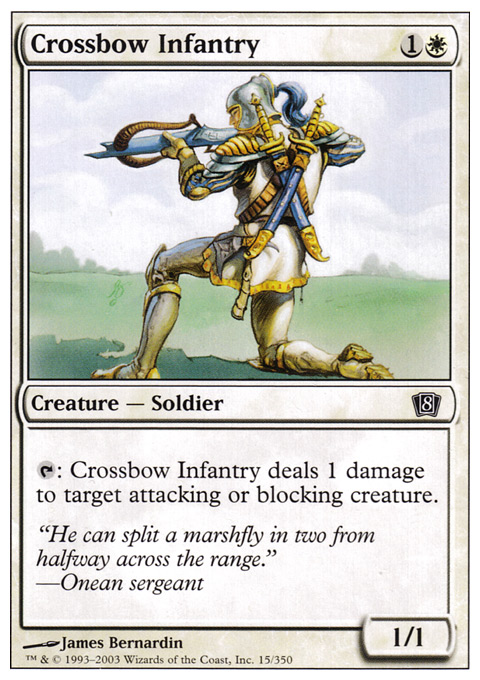 Crossbow Infantry 1
Creature — Soldier 8
: Crossbow Infantry deals 1 damage
to target attacking or blocking creature.
“He can split a marshfly in two from
halfway across the range.”
—Onean sergeant
James Bernardin
1/1
™ & © 1993–2003 Wizards of the Coast, Inc. 15/350